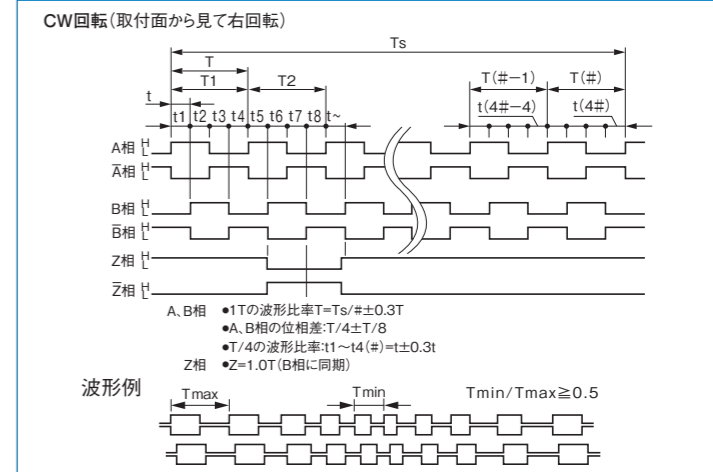 CW回転(取付面から見て右回転)
Ts
T
T1 T2 T(#−1) T(#)
t
t1 t2 t3 t4 t5 t6 t7 t8 t~ t(4#−4) t(4#)
A相 H L
A̅相 H L
B相 H L
B̅相 H L
Z相 H L
Z̅相 H L
A、B相 ●1Tの波形比率T=Ts/#±0.3T
●A、B相の位相差:T/4±T/8
●T/4の波形比率:t1〜t4(#)=t±0.3t
Z相 ●Z=1.0T(B相に同期)
波形例 Tmax Tmin Tmin/Tmax≧0.5